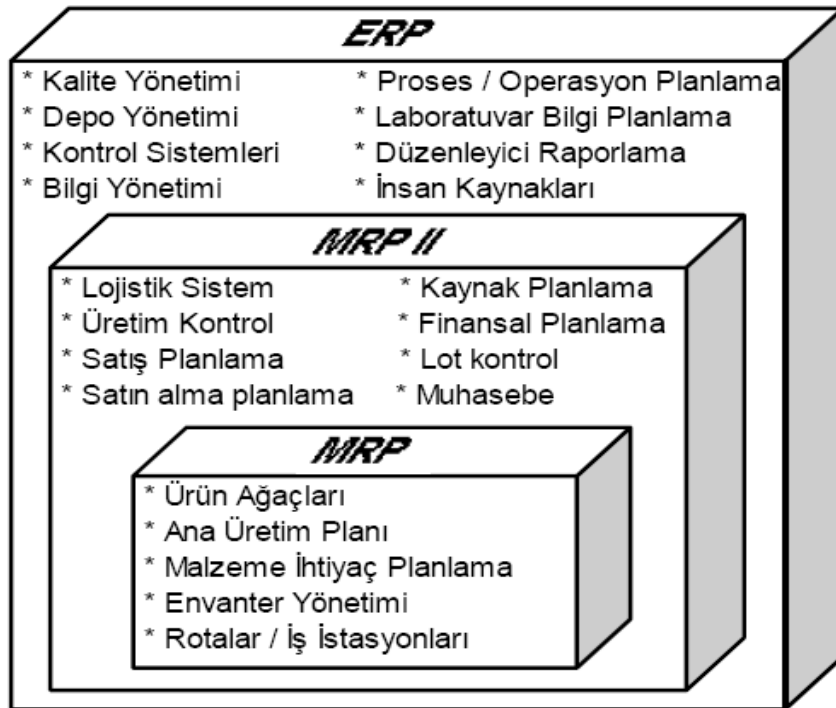 ERP
* Kalite Yönetimi * Proses / Operasyon Planlama
* Depo Yönetimi * Laboratuvar Bilgi Planlama
* Kontrol Sistemleri * Düzenleyici Raporlama
* Bilgi Yönetimi * İnsan Kaynakları
MRP II
* Lojistik Sistem * Kaynak Planlama
* Üretim Kontrol * Finansal Planlama
* Satış Planlama * Lot kontrol
* Satın alma planlama * Muhasebe
MRP
* Ürün Ağaçları
* Ana Üretim Planı
* Malzeme İhtiyaç Planlama
* Envanter Yönetimi
* Rotalar / İş İstasyonları